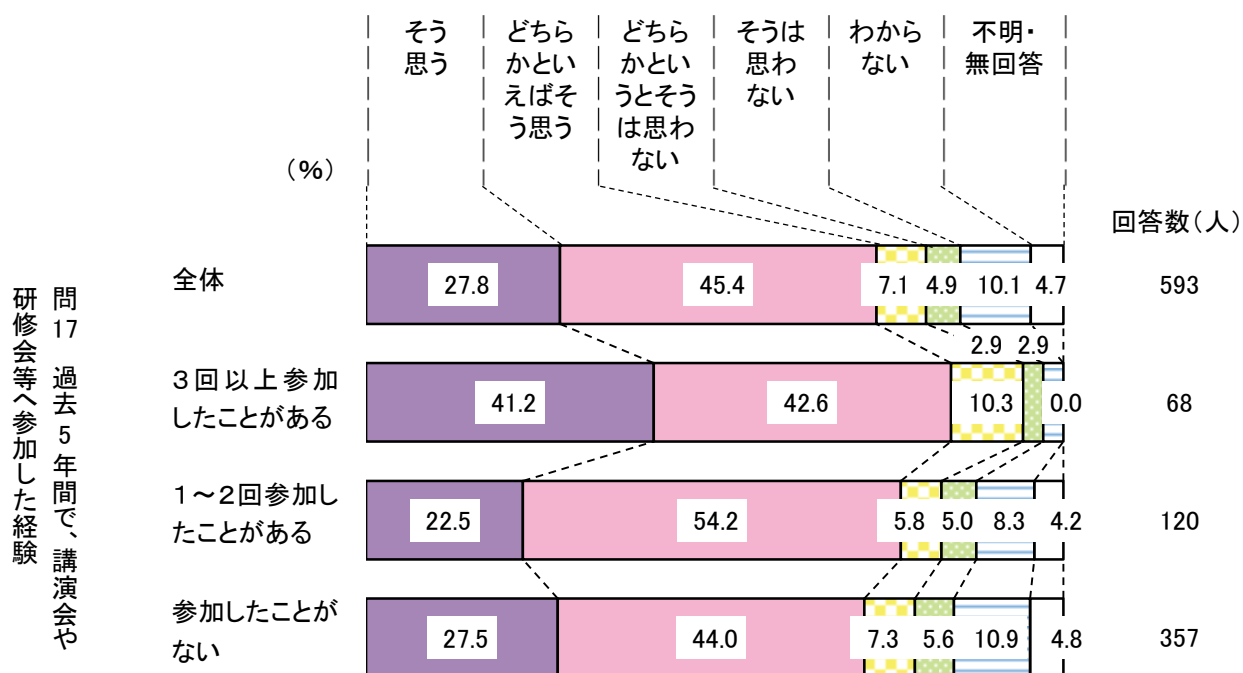 そう
思う
どちら
かとい
えばそ
う思う
どちら
かとい
うとそう
は思わ
ない
そうは
思わ
ない
わから
ない
不明・
無回答
（%）
回答数（人）
問17　過去5年間で、講演会や
研修会等へ参加した経験
全体
27.8
45.4
7.1
4.9
10.1
4.7
593
３回以上参加
したことがある
41.2
42.6
10.3
2.9
2.9
0.0
68
１～２回参加し
たことがある
22.5
54.2
5.8
5.0
8.3
4.2
120
参加したことが
ない
27.5
44.0
7.3
5.6
10.9
4.8
357